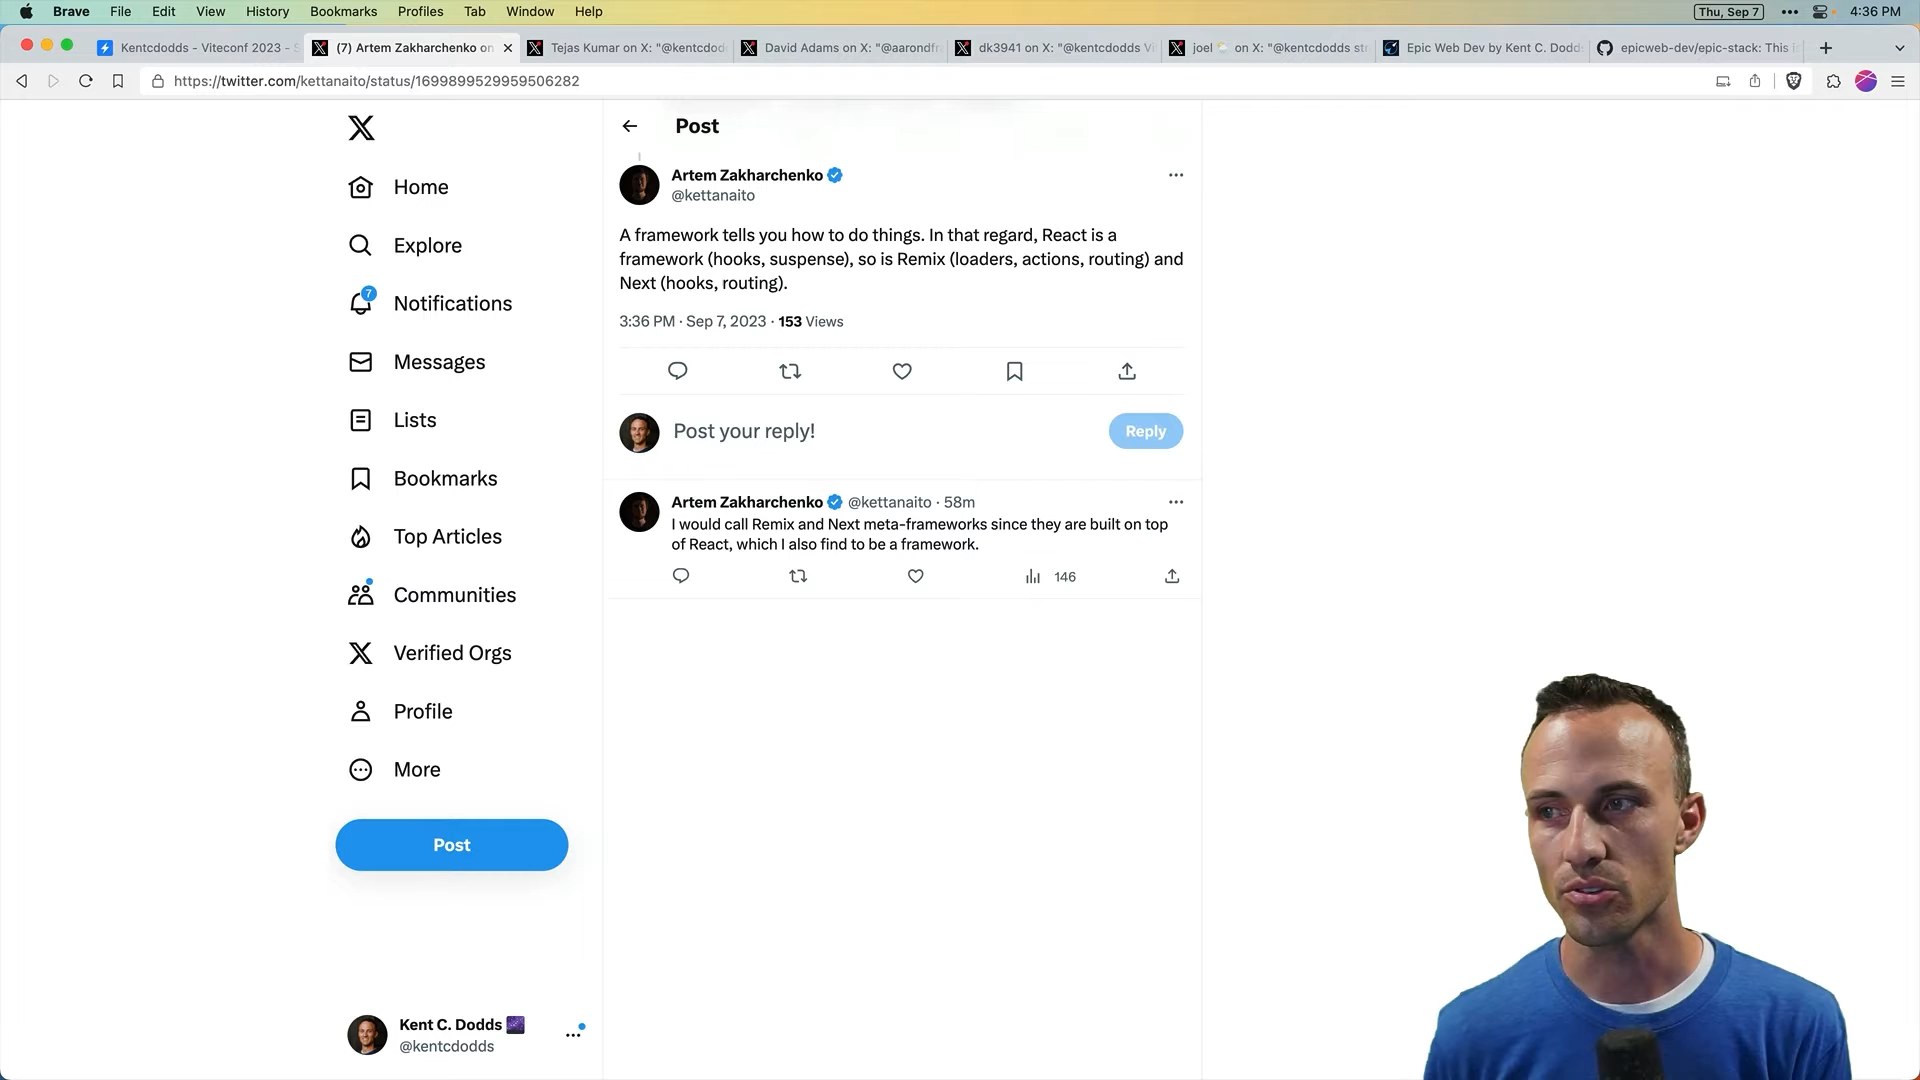 Brave File Edit View History Bookmarks Profiles Tab Window Help Thu, Sep 7 4:36 PM
Kentcdodds - Viteconf 2023 - S
(7) Artem Zakharchenko on
Tejas Kumar on X: "@kentcdod
David Adams on X: "@aarondfr
dk3941 on X: "@kentcdodds Vi
joel on X: "@kentcdodds str
Epic Web Dev by Kent C. Dodds
epicweb-dev/epic-stack: This i
https://twitter.com/kettanaito/status/1699899529959506282
Home
Explore
7
Notifications
Messages
Lists
Bookmarks
Top Articles
Communities
Verified Orgs
Profile
More
Post
Kent C. Dodds
@kentcdodds
Post
Artem Zakharchenko
@kettanaito
A framework tells you how to do things. In that regard, React is a
framework (hooks, suspense), so is Remix (loaders, actions, routing) and
Next (hooks, routing).
3:36 PM · Sep 7, 2023 · 153 Views
Post your reply!
Reply
Artem Zakharchenko @kettanaito · 58m
I would call Remix and Next meta-frameworks since they are built on top
of React, which I also find to be a framework.
146